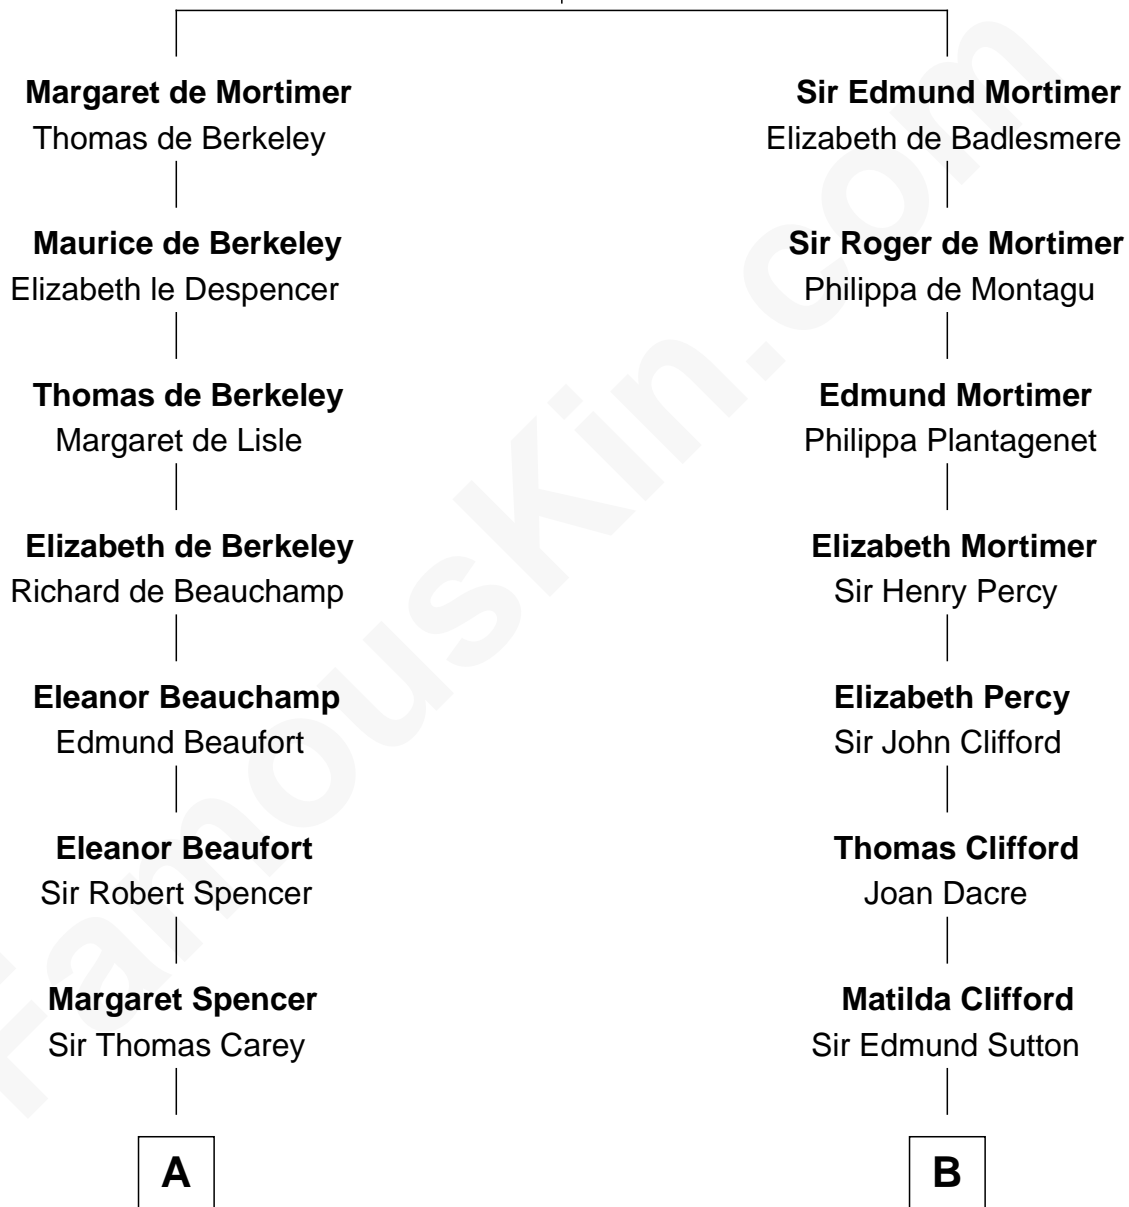 Margaret de Mortimer
Thomas de Berkeley
Maurice de Berkeley
Elizabeth le Despencer
Thomas de Berkeley
Margaret de Lisle
Elizabeth de Berkeley
Richard de Beauchamp
Eleanor Beauchamp
Edmund Beaufort
Eleanor Beaufort
Sir Robert Spencer
Margaret Spencer
Sir Thomas Carey
A
Sir Edmund Mortimer
Elizabeth de Badlesmere
Sir Roger de Mortimer
Philippa de Montagu
Edmund Mortimer
Philippa Plantagenet
Elizabeth Mortimer
Sir Henry Percy
Elizabeth Percy
Sir John Clifford
Thomas Clifford
Joan Dacre
Matilda Clifford
Sir Edmund Sutton
B
FamousKin.com